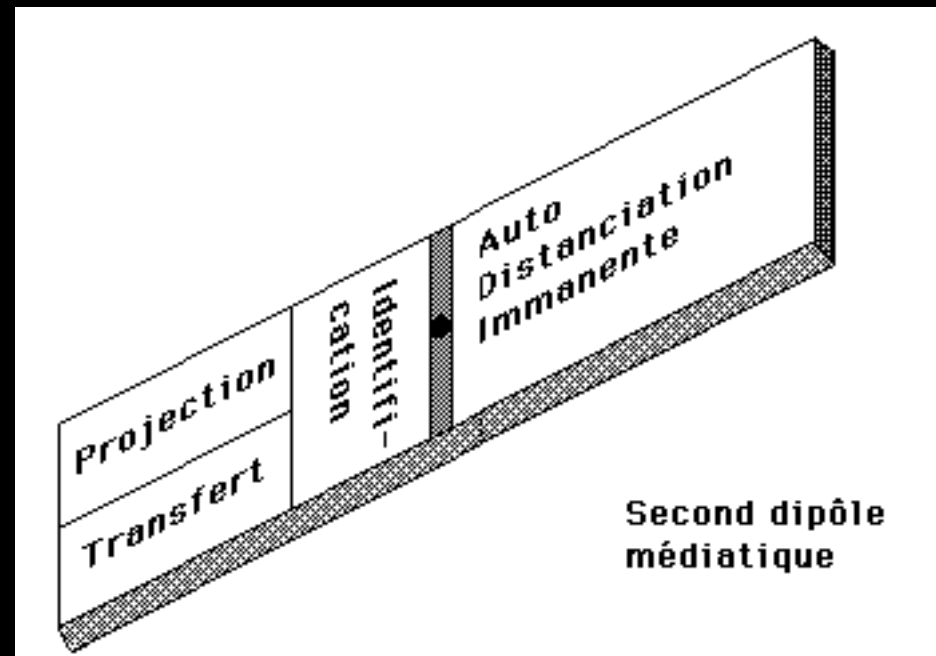 Projection
Transfert
Identifi-
cation
Auto
Distanciation
Immanente
Second dipôle
médiatique